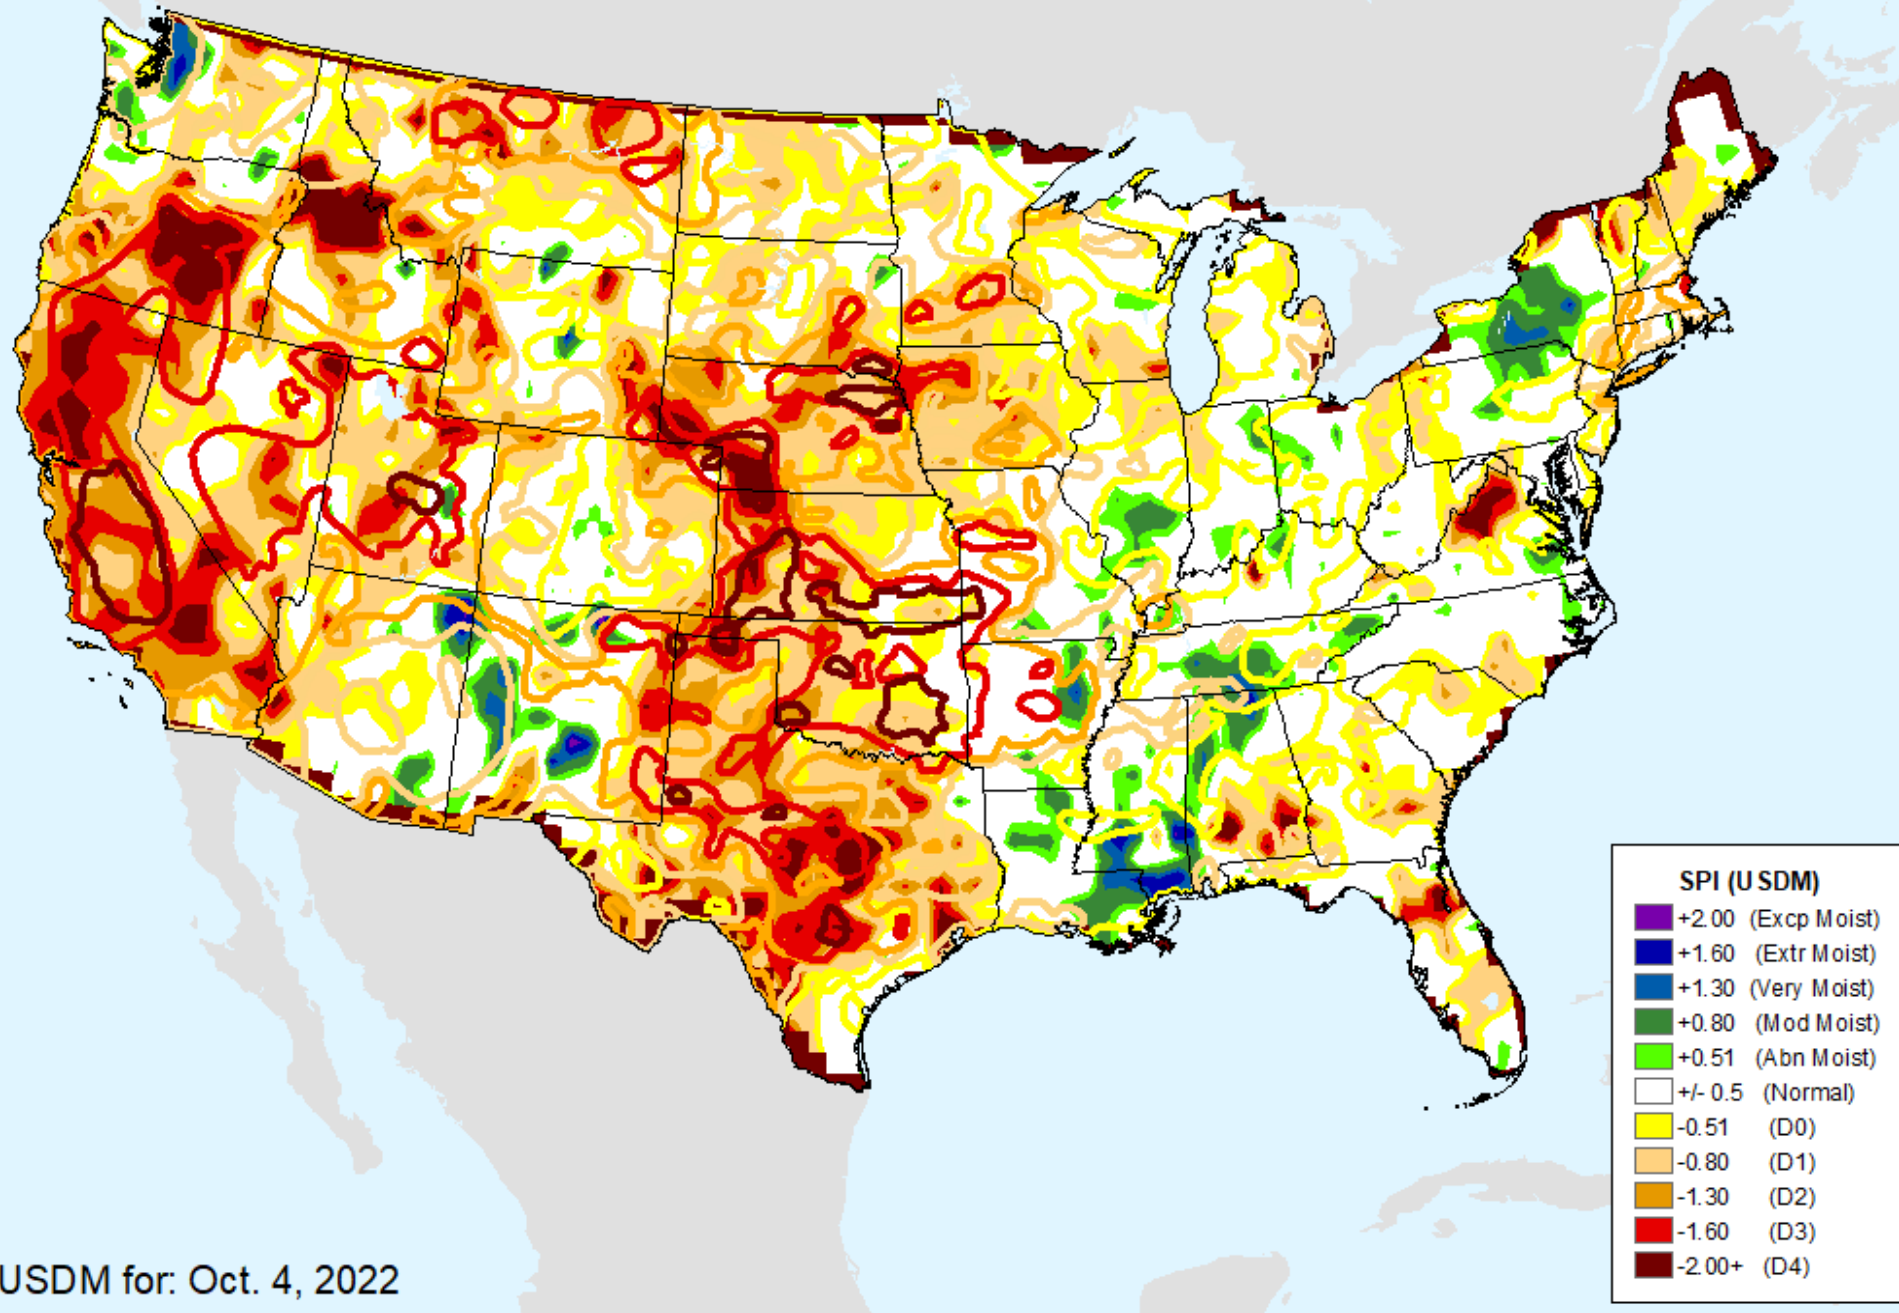 SPI (USDM)
+2.00 (Excp Moist)
+1.60 (Extr Moist)
+1.30 (Very Moist)
+0.80 (Mod Moist)
+0.51 (Abn Moist)
+/- 0.5 (Normal)
-0.51 (D0)
-0.80 (D1)
-1.30 (D2)
-1.60 (D3)
-2.00+ (D4)
USDM for: Oct. 4, 2022